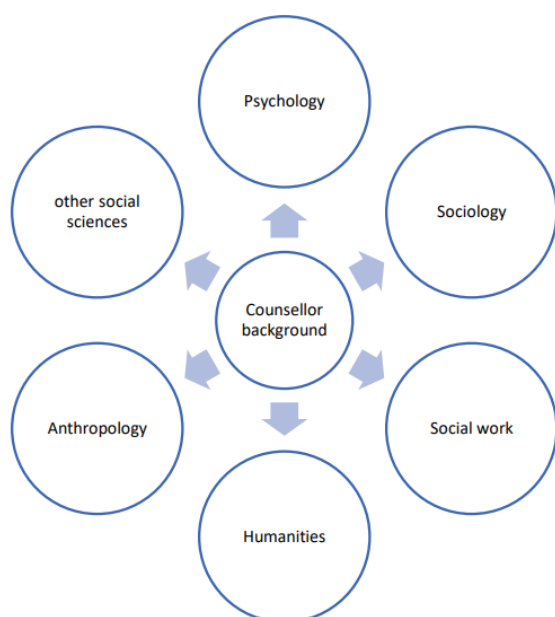 Psychology
other social
sciences
Sociology
Counsellor
background
Anthropology
Social work
Humanities